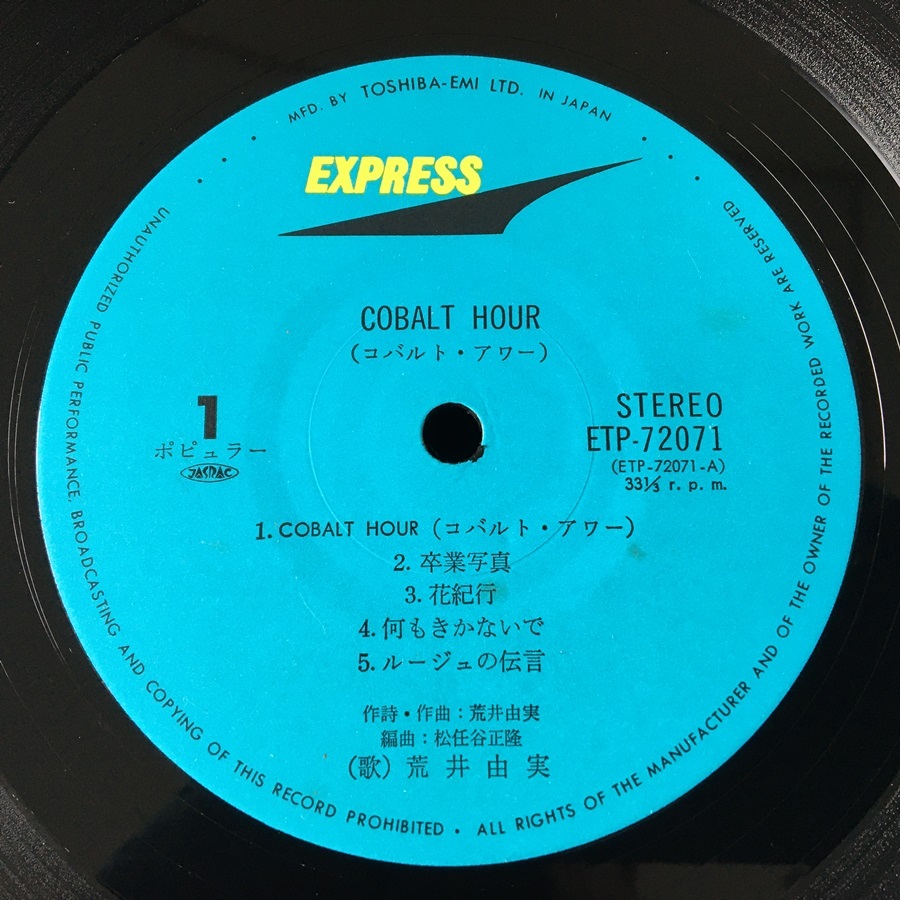 MFD. BY TOSHIBA-EMI LTD. IN JAPAN
EXPRESS
COBALT HOUR
(コバルト・アワー)
1
ポピュラー
JASRAC
STEREO
ETP-72071
(ETP-72071-A)
33⅓ r.p.m.
1. COBALT HOUR (コバルト・アワー)
2. 卒業写真
3. 花紀行
4. 何もきかないで
5. ルージュの伝言
作詩・作曲:荒井由実
編曲:松任谷正隆
(歌) 荒井由実
UNAUTHORIZED PUBLIC PERFORMANCE, BROADCASTING AND COPYING OF THIS RECORD PROHIBITED • ALL RIGHTS OF THE MANUFACTURER AND OF THE OWNER OF THE RECORDED WORK ARE RESERVED